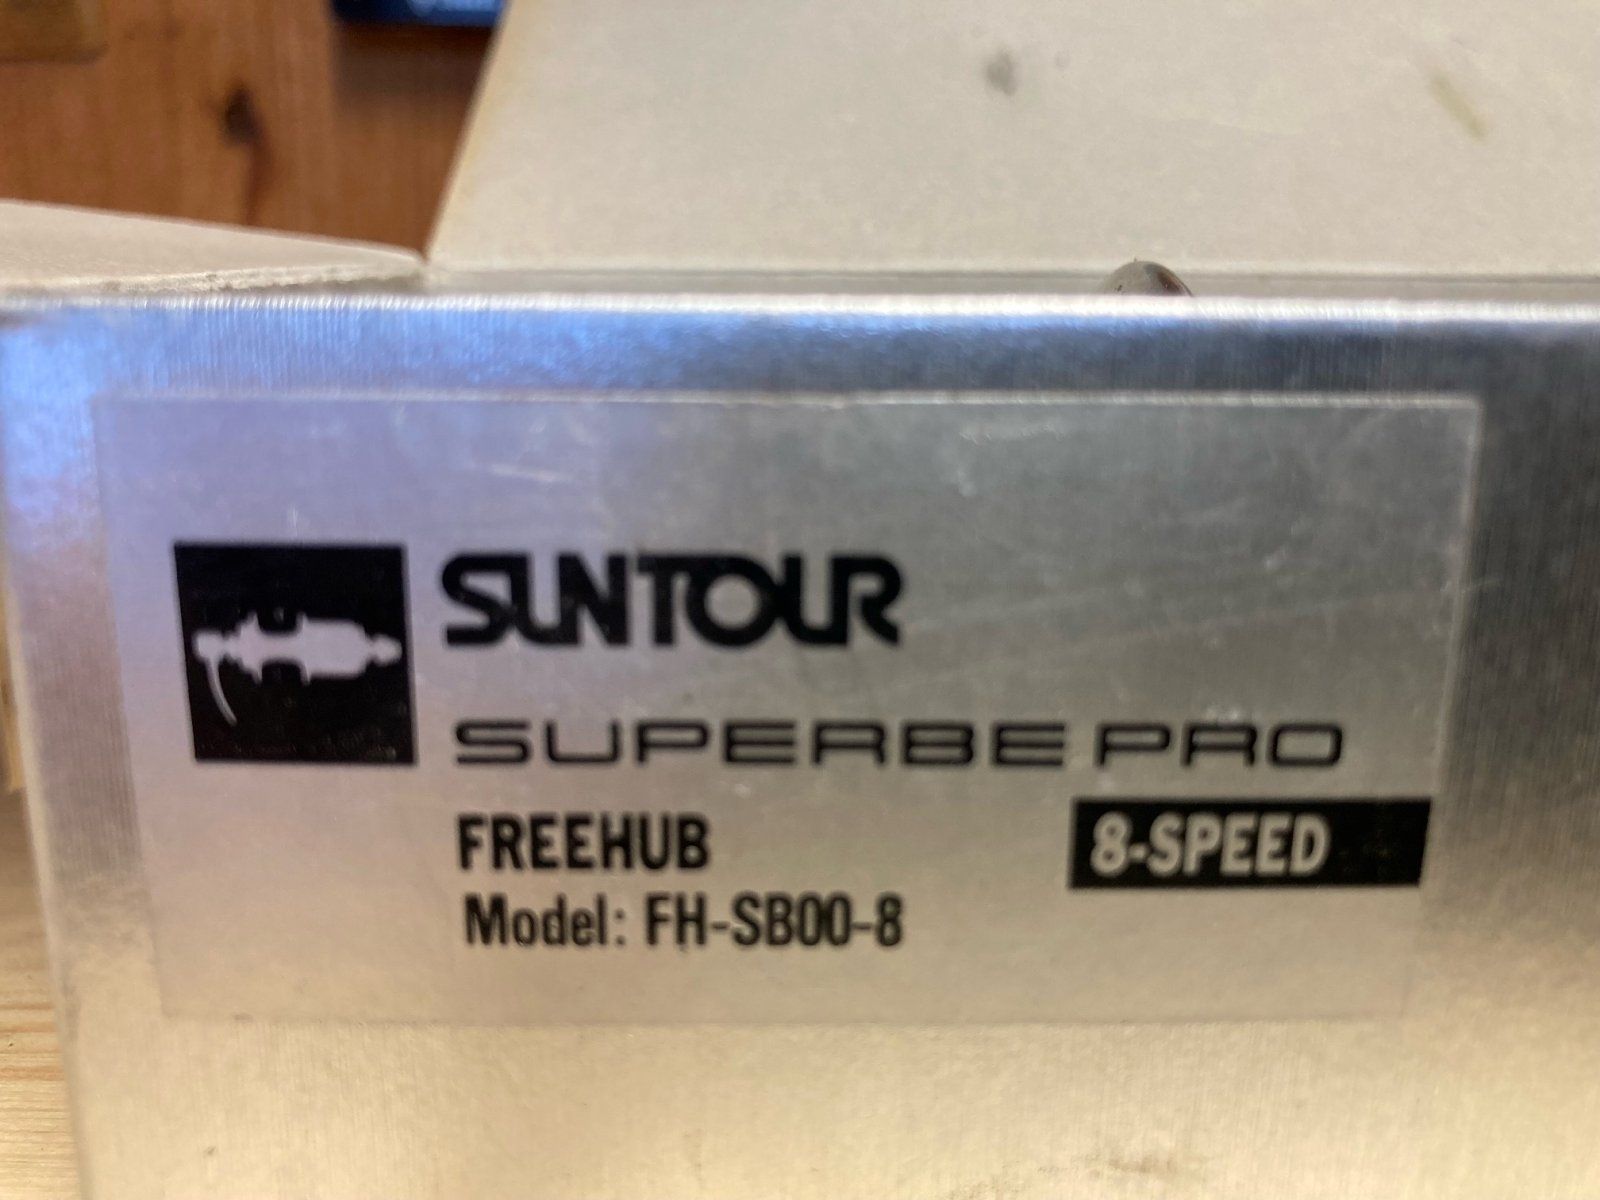 SUNTOUR
SUPERBE PRO
FREEHUB
8-SPEED
Model: FH-SB00-8